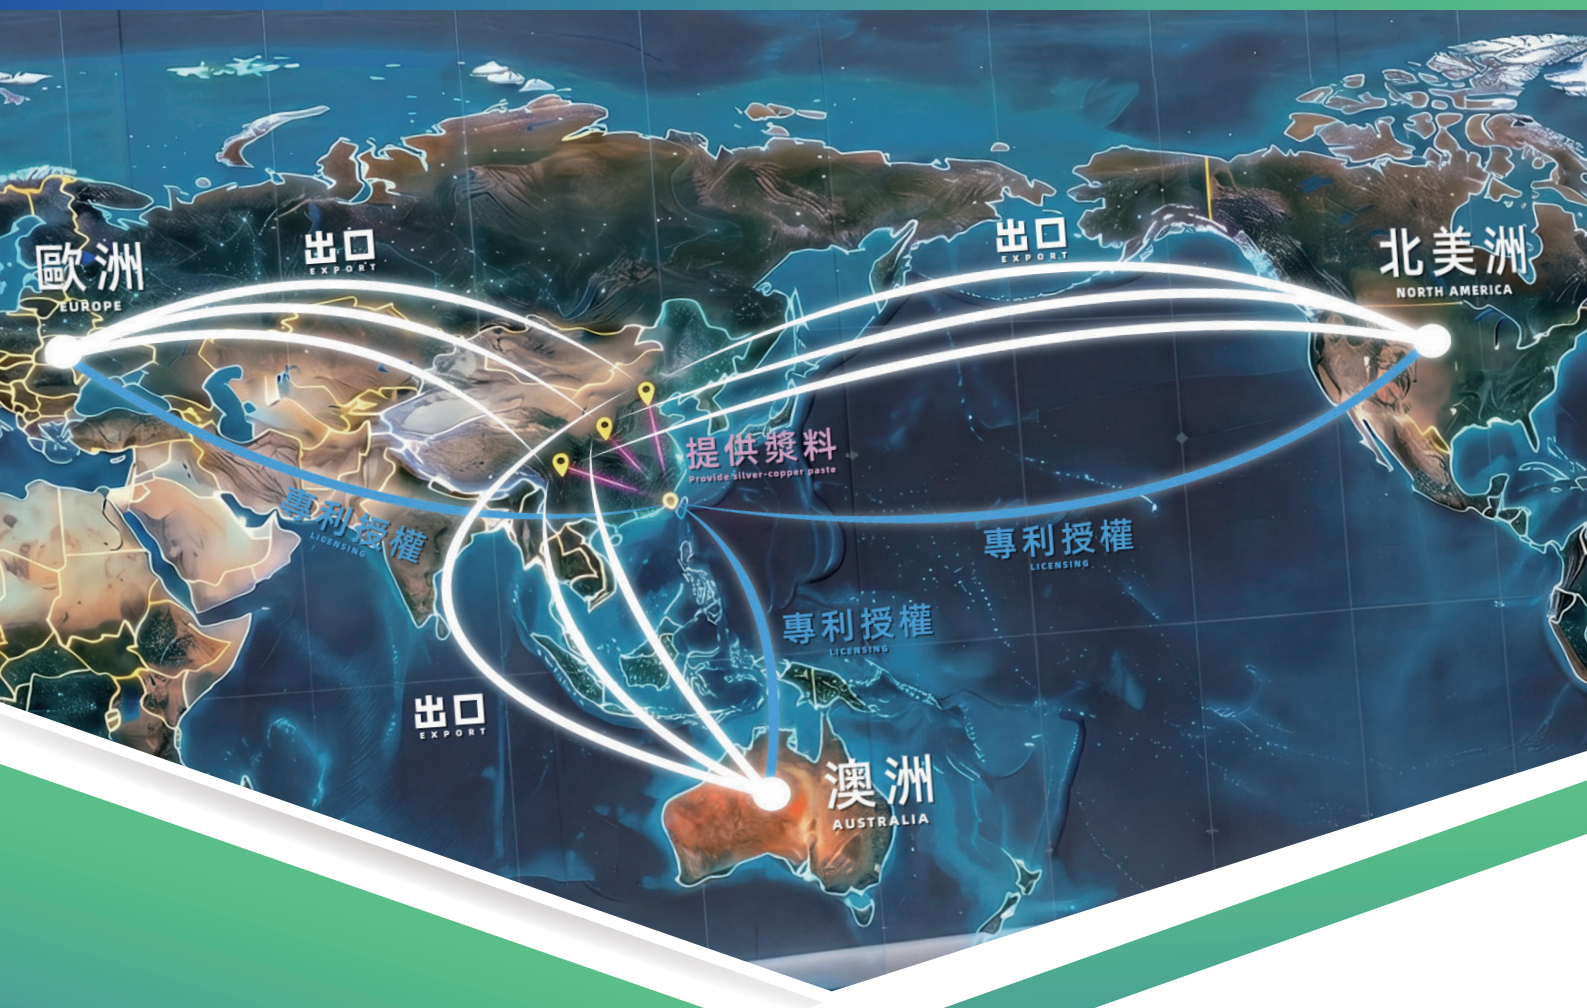 歐洲
EUROPE
出口
EXPORT
出口
EXPORT
北美洲
NORTH AMERICA
提供漿料
Provide silver-copper paste
專利授權
LICENSING
專利授權
LICENSING
專利授權
LICENSING
出口
EXPORT
澳洲
AUSTRALIA